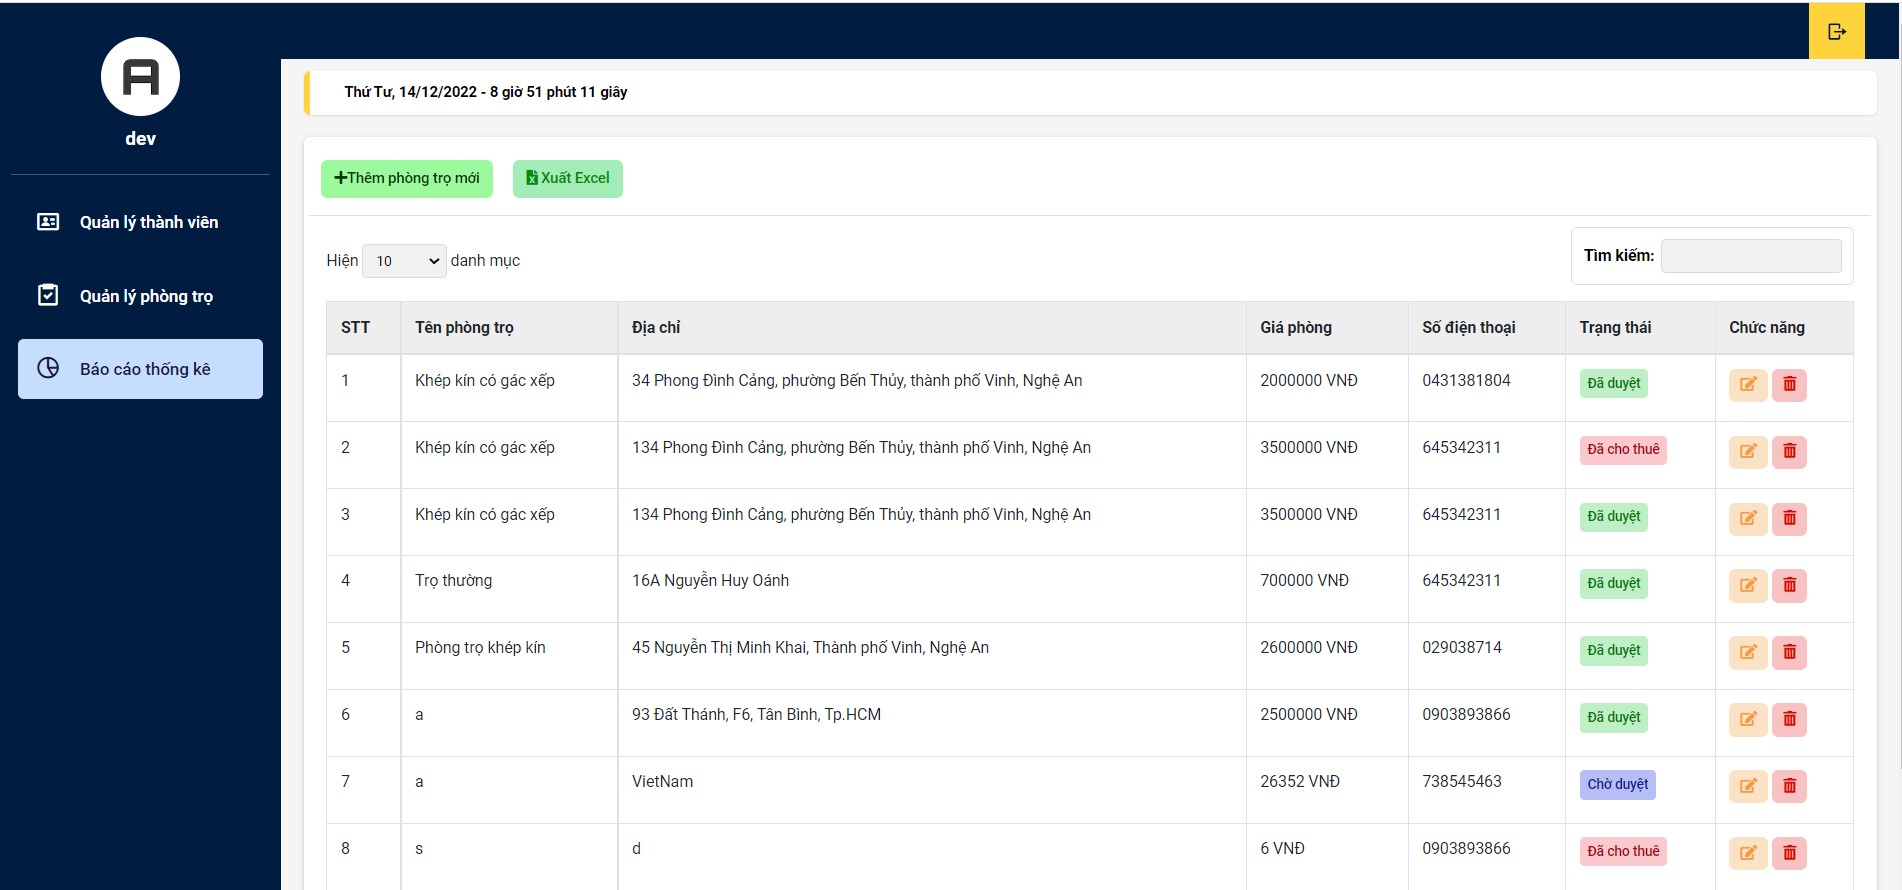 Thứ Tư, 14/12/2022 - 8 giờ 51 phút 11 giây
dev
Quản lý thành viên
Quản lý phòng trọ
Báo cáo thống kê
Thêm phòng trọ mới Xuất Excel
Hiện 10 danh mục Tìm kiếm:
STT Tên phòng trọ Địa chỉ Giá phòng Số điện thoại Trạng thái Chức năng
1 Khép kín có gác xếp 34 Phong Đình Cảng, phường Bến Thủy, thành phố Vinh, Nghệ An 2000000 VNĐ 0431381804 Đã duyệt
2 Khép kín có gác xếp 134 Phong Đình Cảng, phường Bến Thủy, thành phố Vinh, Nghệ An 3500000 VNĐ 645342311 Đã cho thuê
3 Khép kín có gác xếp 134 Phong Đình Cảng, phường Bến Thủy, thành phố Vinh, Nghệ An 3500000 VNĐ 645342311 Đã duyệt
4 Trọ thường 16A Nguyễn Huy Oánh 700000 VNĐ 645342311 Đã duyệt
5 Phòng trọ khép kín 45 Nguyễn Thị Minh Khai, Thành phố Vinh, Nghệ An 2600000 VNĐ 029038714 Đã duyệt
6 a 93 Đất Thánh, F6, Tân Bình, Tp.HCM 2500000 VNĐ 0903893866 Đã duyệt
7 a VietNam 26352 VNĐ 738545463 Chờ duyệt
8 s d 6 VNĐ 0903893866 Đã cho thuê